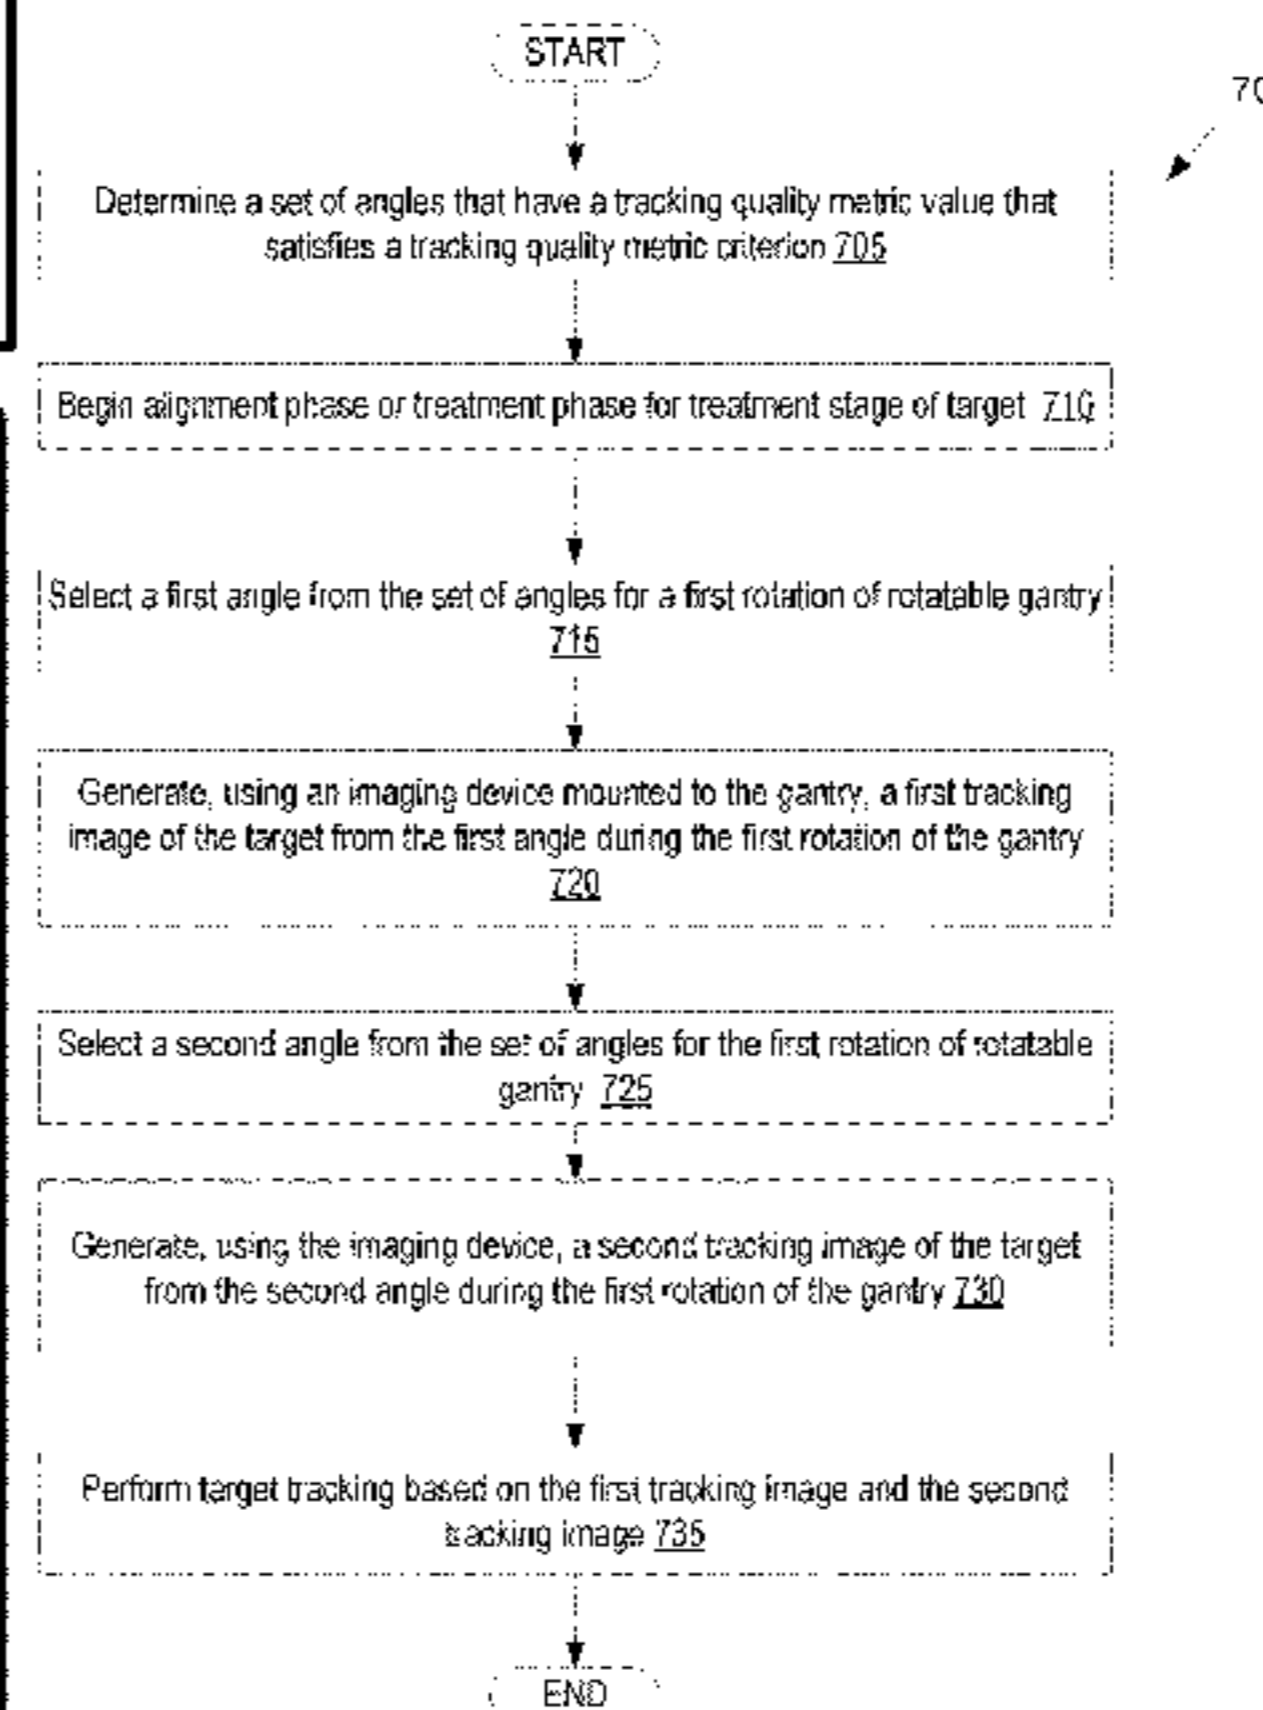 START
70
Determine a set of angles that have a tracking quality metric value that
satisfies a tracking quality metric criterion 705
Begin alignment phase or treatment phase for treatment stage of target 710
Select a first angle from the set of angles for a first rotation of rotatable gantry
715
Generate, using an imaging device mounted to the gantry, a first tracking
image of the target from the first angle during the first rotation of the gantry
720
Select a second angle from the set of angles for the first rotation of rotatable
gantry 725
Generate, using the imaging device, a second tracking image of the target
from the second angle during the first rotation of the gantry 730
Perform target tracking based on the first tracking image and the second
tracking image 735
END